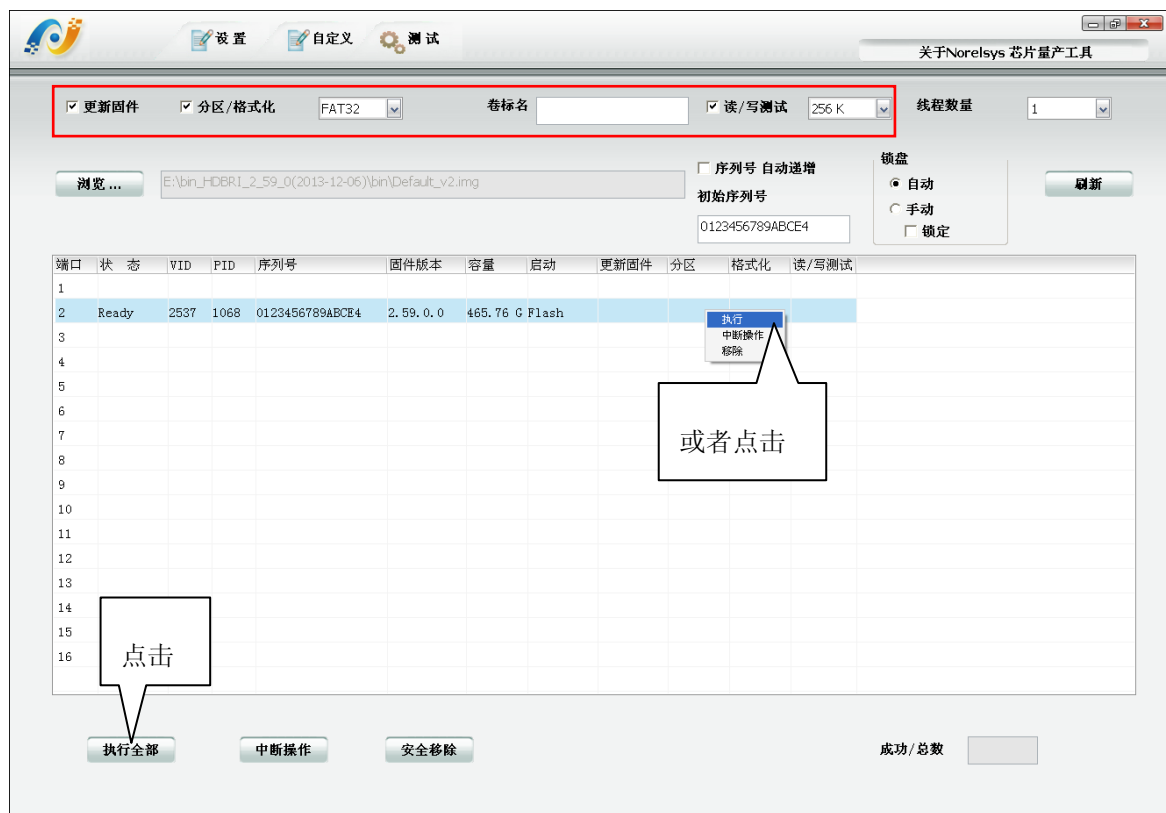 设置 自定义 测试
关于Norelsys 芯片量产工具
更新固件 分区/格式化 FAT32 卷标名 读/写测试 256 K 线程数量 1
浏览 ... E:\bin_HDBRI_2_59_0(2013-12-06)\bin\Default_v2.img
序列号 自动递增
初始序列号
0123456789ABCE4
锁盘
自动
手动
锁定
刷新
端口 状 态 VID PID 序列号 固件版本 容量 启动 更新固件 分区 格式化 读/写测试
1
2 Ready 2537 1068 0123456789ABCE4 2.59.0.0 465.76 G Flash
执行
中断操作
移除
3
4
5
6
7
8
9
10
11
12
13
14
15
16
或者点击
点击
执行全部 中断操作 安全移除 成功/总数